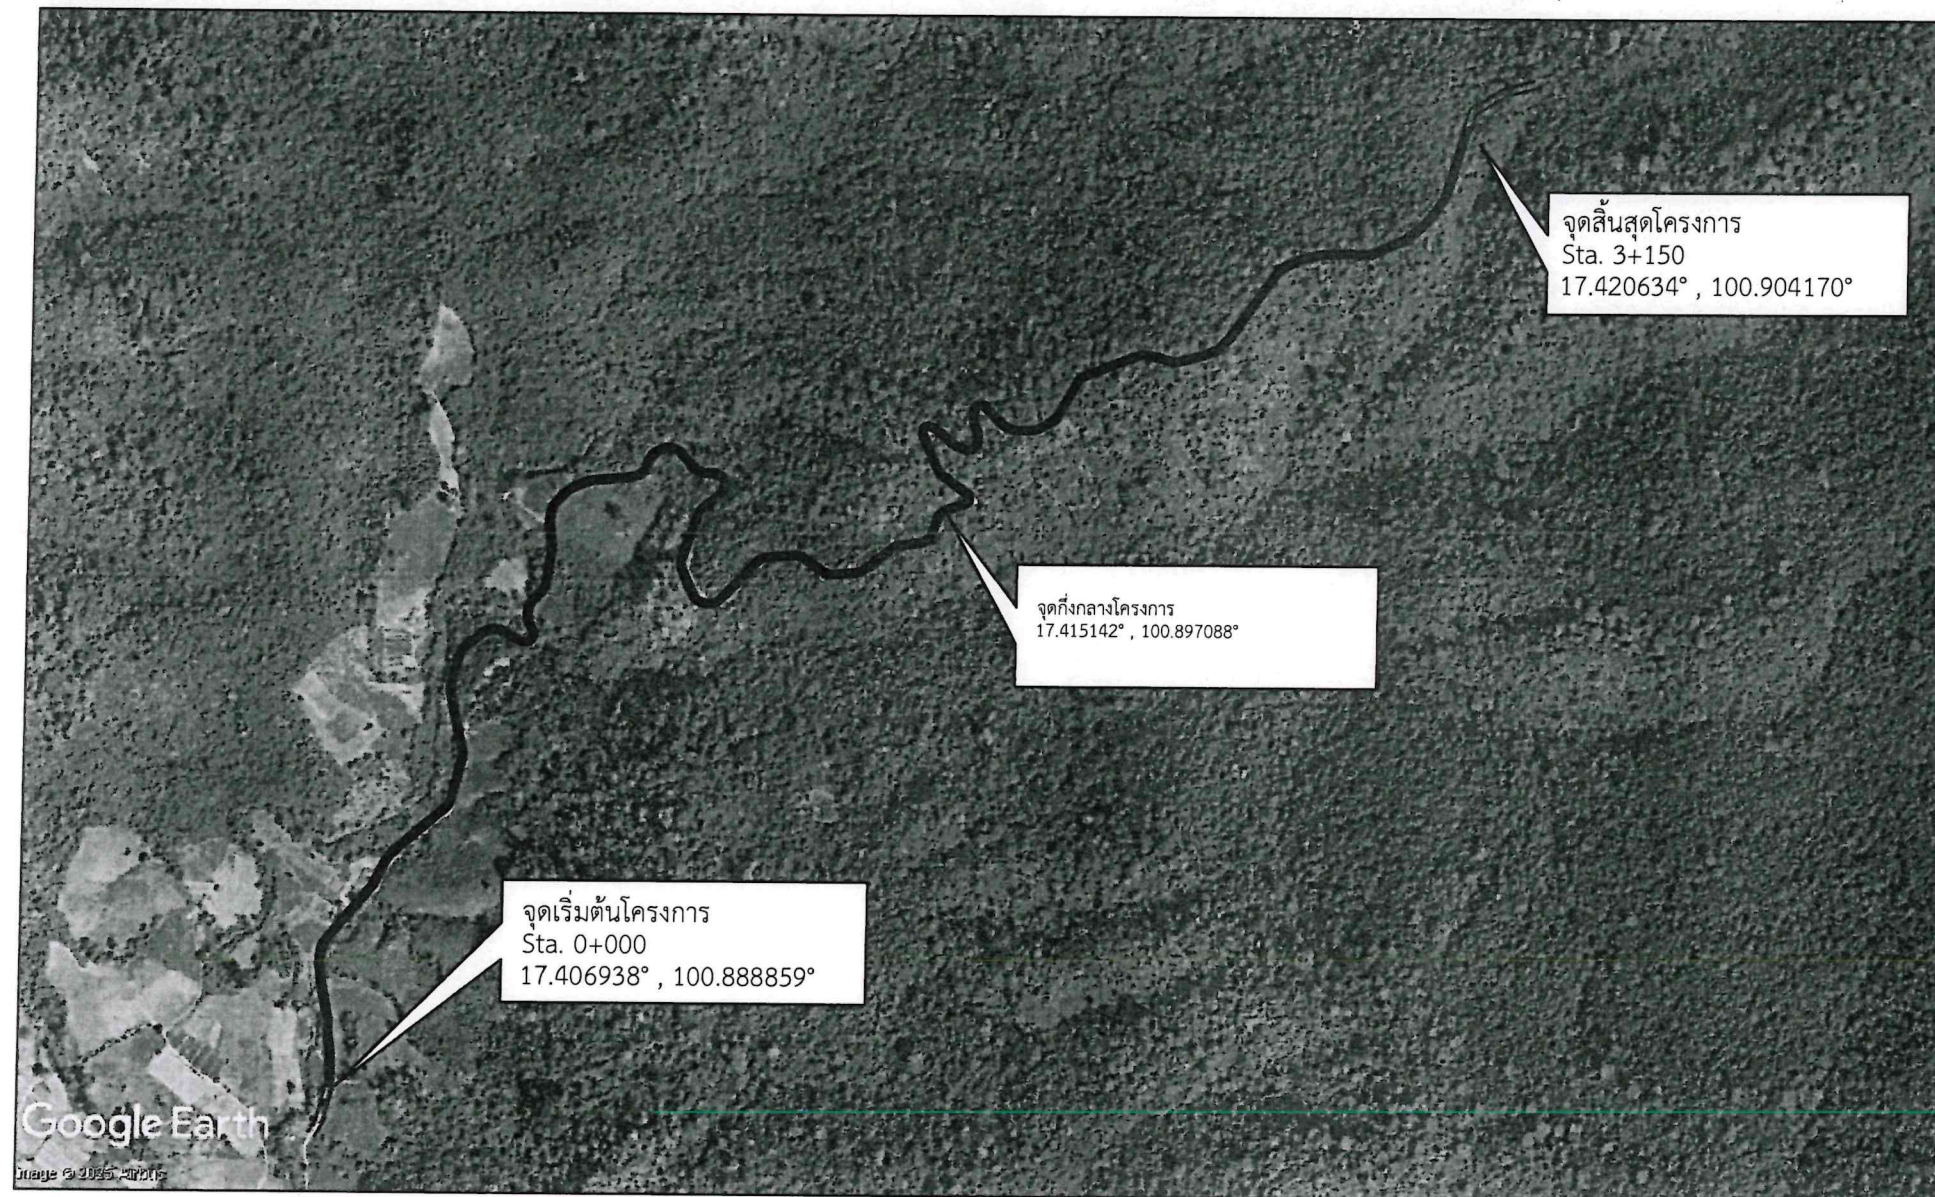 จุดสิ้นสุดโครงการ
Sta. 3+150
17.420634° , 100.904170°
จุดกึ่งกลางโครงการ
17.415142° , 100.897088°
จุดเริ่มต้นโครงการ
Sta. 0+000
17.406938° , 100.888859°
Google Earth
Image © 2025 Airbus